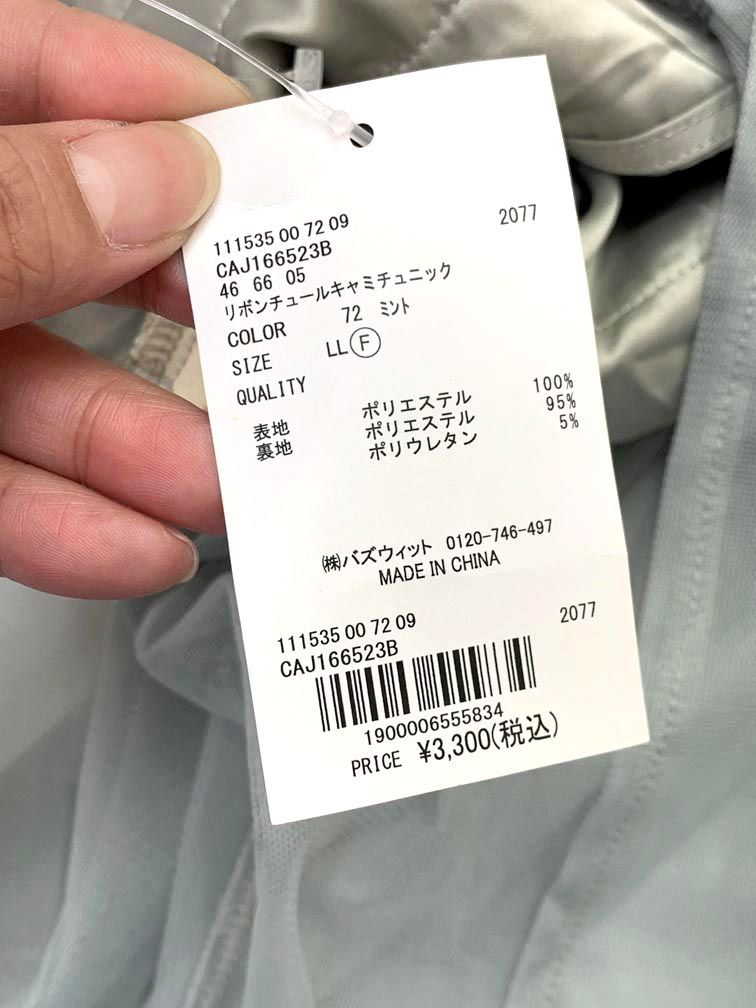 111535 00 72 09 2077
CAJ166523B
46 66 05
リボンチュールキャミチュニック
COLOR 72 ミント
SIZE LL Ⓕ
QUALITY
表地 ポリエステル 100%
裏地 ポリエステル 95%
ポリウレタン 5%
㈱バズウィット 0120-746-497
MADE IN CHINA
111535 00 72 09 2077
CAJ166523B
1900006555834
PRICE ¥3,300(税込)